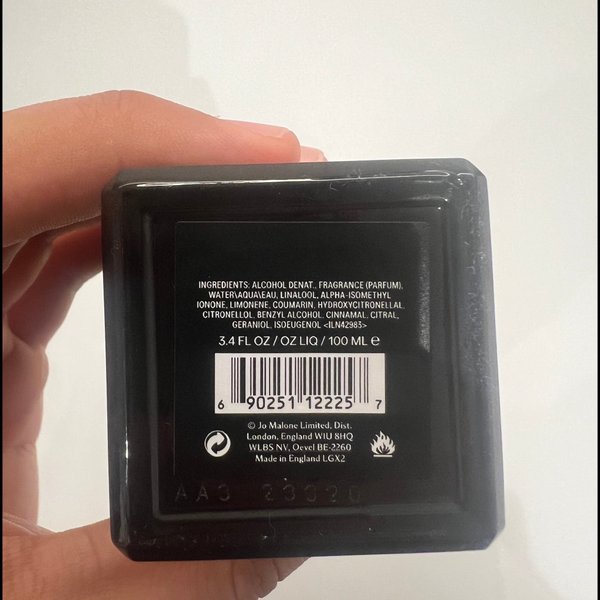 INGREDIENTS: ALCOHOL DENAT., FRAGRANCE (PARFUM),
WATER\AQUA\EAU, LINALOOL, ALPHA-ISOMETHYL
IONONE, LIMONENE, COUMARIN, HYDROXYCITRONELLAL,
CITRONELLOL, BENZYL ALCOHOL, CINNAMAL, CITRAL,
GERANIOL, ISOEUGENOL <ILN42983>
3.4 FL OZ / OZ LIQ / 100 ML ℮
6 90251 12225 7
© Jo Malone Limited, Dist.
London, England W1U 8HQ
WLBS NV, Oevel BE-2260
Made in England LGX2